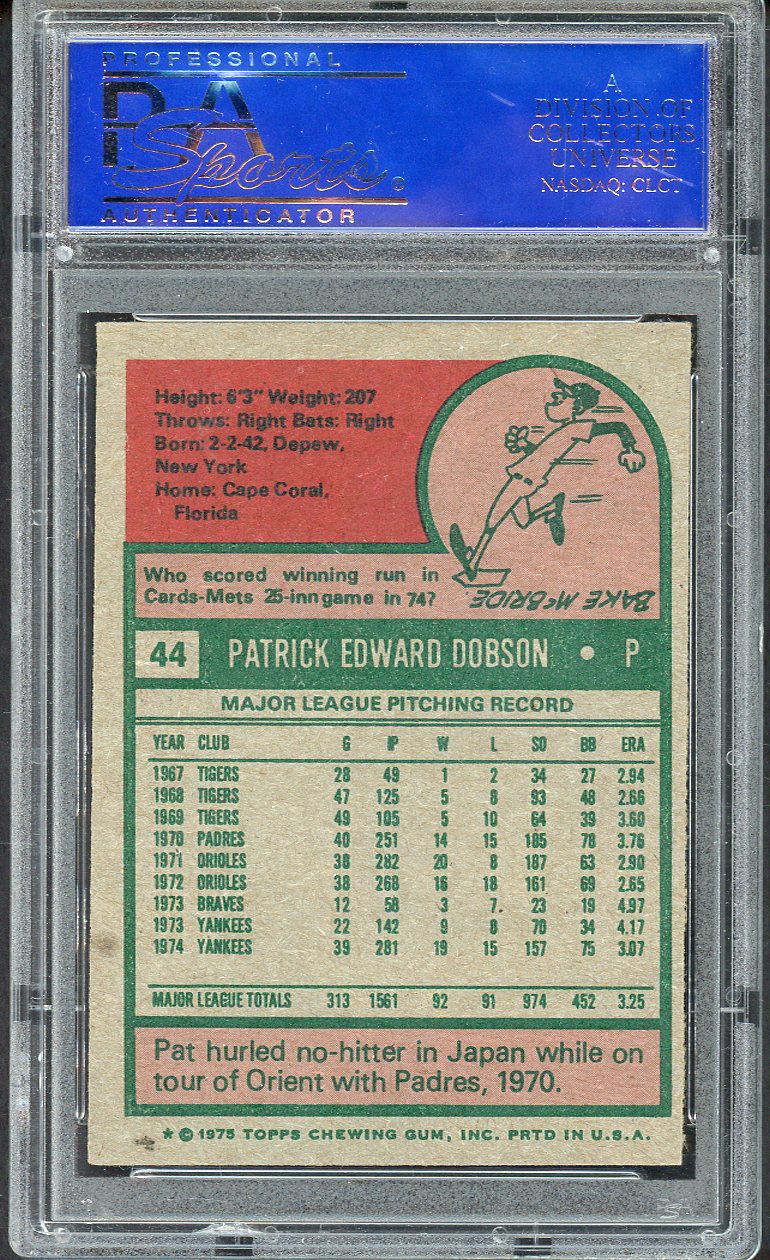 PROFESSIONAL
PSA
Sports®
AUTHENTICATOR
A
DIVISION OF
COLLECTORS
UNIVERSE
NASDAQ: CLCT
Height: 6'3" Weight: 207
Throws: Right Bats: Right
Born: 2-2-42, Depew,
New York
Home: Cape Coral,
Florida
Who scored winning run in
Cards-Mets 25-inn game in 74?
BAKE McBRIDE
44 PATRICK EDWARD DOBSON • P
MAJOR LEAGUE PITCHING RECORD
YEAR CLUB G IP W L SO BB ERA
1967 TIGERS 28 49 1 2 34 27 2.94
1968 TIGERS 47 125 5 8 93 48 2.66
1969 TIGERS 49 105 5 10 64 39 3.60
1970 PADRES 40 251 14 15 185 78 3.76
1971 ORIOLES 38 282 20 8 187 63 2.90
1972 ORIOLES 38 268 16 18 161 69 2.65
1973 BRAVES 12 58 3 7 23 19 4.97
1973 YANKEES 22 142 9 8 70 34 4.17
1974 YANKEES 39 281 19 15 157 75 3.07
MAJOR LEAGUE TOTALS 313 1561 92 91 974 452 3.25
Pat hurled no-hitter in Japan while on
tour of Orient with Padres, 1970.
* © 1975 TOPPS CHEWING GUM, INC. PRTD IN U.S.A.